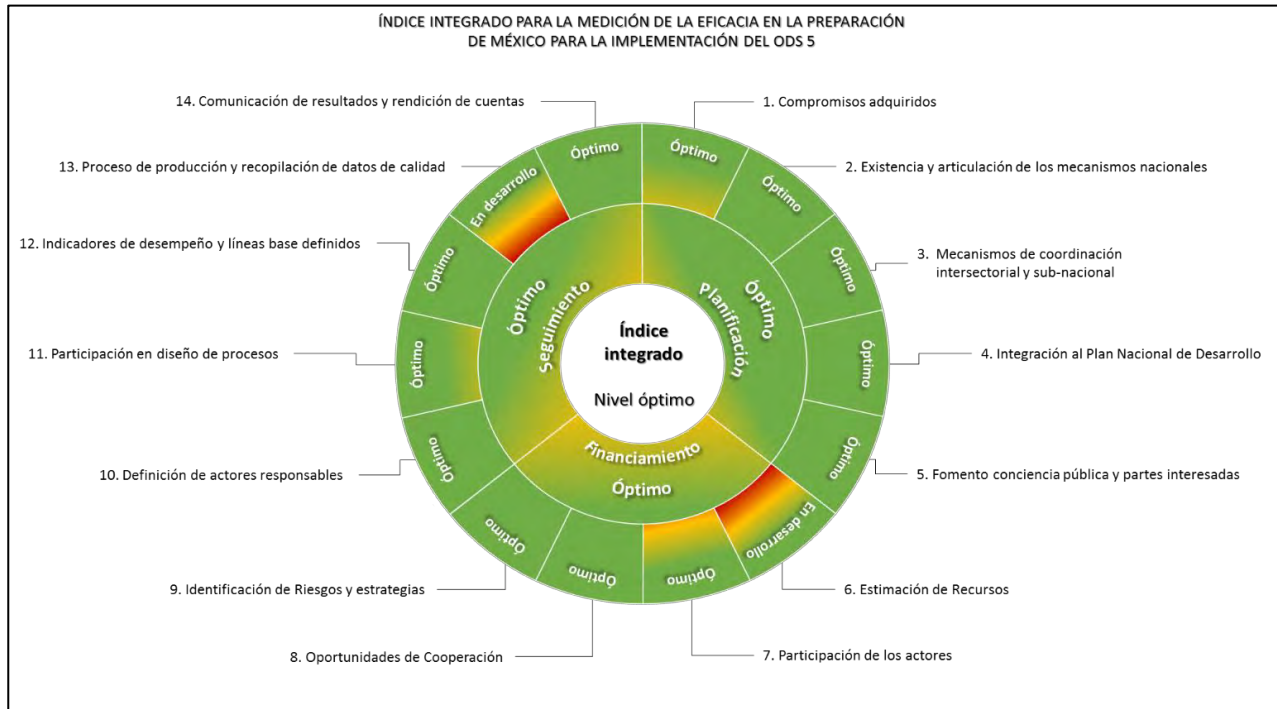 ÍNDICE INTEGRADO PARA LA MEDICIÓN DE LA EFICACIA EN LA PREPARACIÓN
DE MÉXICO PARA LA IMPLEMENTACIÓN DEL ODS 5
14. Comunicación de resultados y rendición de cuentas
1. Compromisos adquiridos
13. Proceso de producción y recopilación de datos de calidad
2. Existencia y articulación de los mecanismos nacionales
12. Indicadores de desempeño y líneas base definidos
3. Mecanismos de coordinación
intersectorial y sub-nacional
11. Participación en diseño de procesos
4. Integración al Plan Nacional de Desarrollo
10. Definición de actores responsables
5. Fomento conciencia pública y partes interesadas
9. Identificación de Riesgos y estrategias
6. Estimación de Recursos
8. Oportunidades de Cooperación
7. Participación de los actores
Óptimo
Óptimo
Óptimo
Óptimo
Óptimo
En desarrollo
Óptimo
Óptimo
Óptimo
Óptimo
Óptimo
Óptimo
En desarrollo
Óptimo
Óptimo
Planificación
Financiamiento
Óptimo
Óptimo
Seguimiento
Índice
integrado
Nivel óptimo